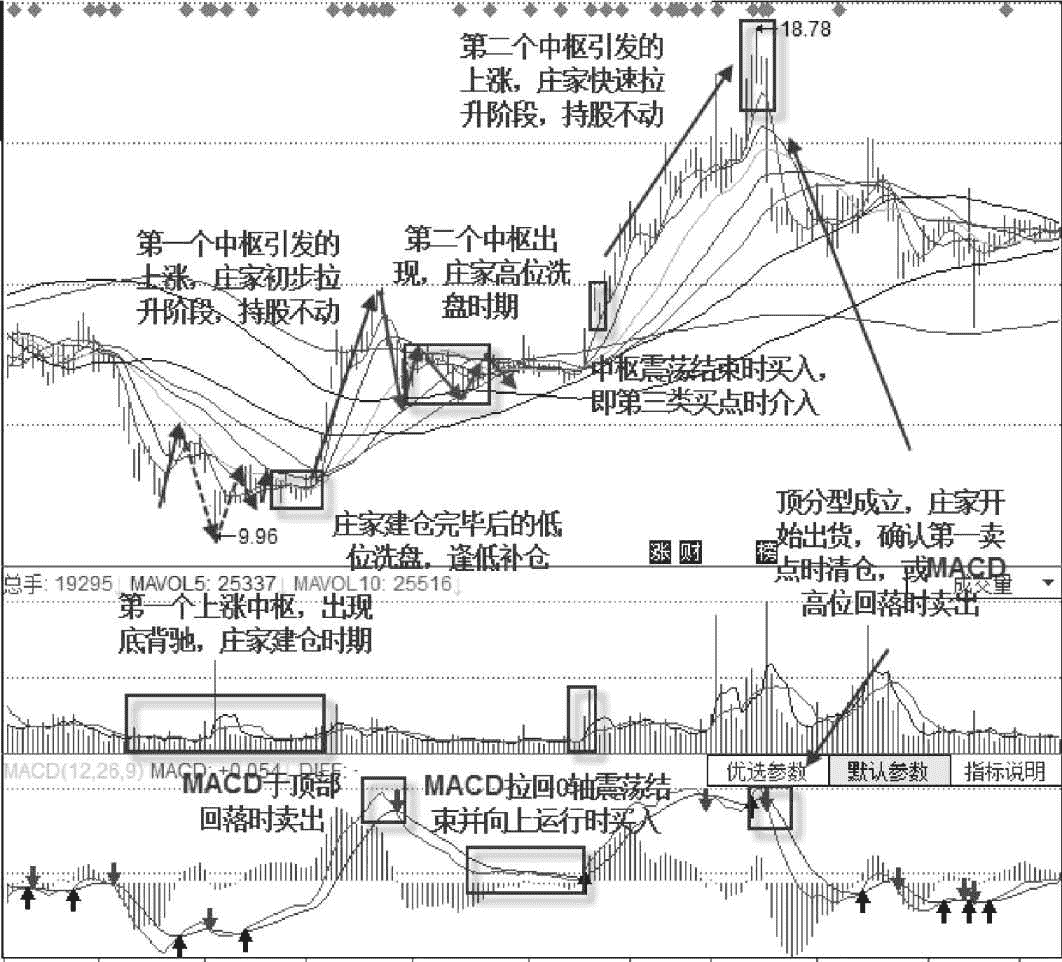 第二个中枢引发的
上涨，庄家快速拉
升阶段，持股不动
18.78
第一个中枢引发的
上涨，庄家初步拉
升阶段，持股不动
第二个中枢出
现，庄家高位洗
盘时期
中枢震荡结束时买入，
即第三类买点时介入
9.96
庄家建仓完毕后的低
位洗盘，逢低补仓
涨 财 榜
顶分型成立，庄家开
始出货，确认第一卖
点时清仓，或MACD
高位回落时卖出
总手: 19295↓ MAVOL5: 25337↓ MAVOL10: 25516↓
成交量
第一个上涨中枢，出现
底背驰，庄家建仓时期
MACD(12,26,9) MACD: +0.054↓ DIFF: -
优选参数 默认参数 指标说明
MACD于顶部
回落时卖出
MACD拉回0轴震荡结
束并向上运行时买入